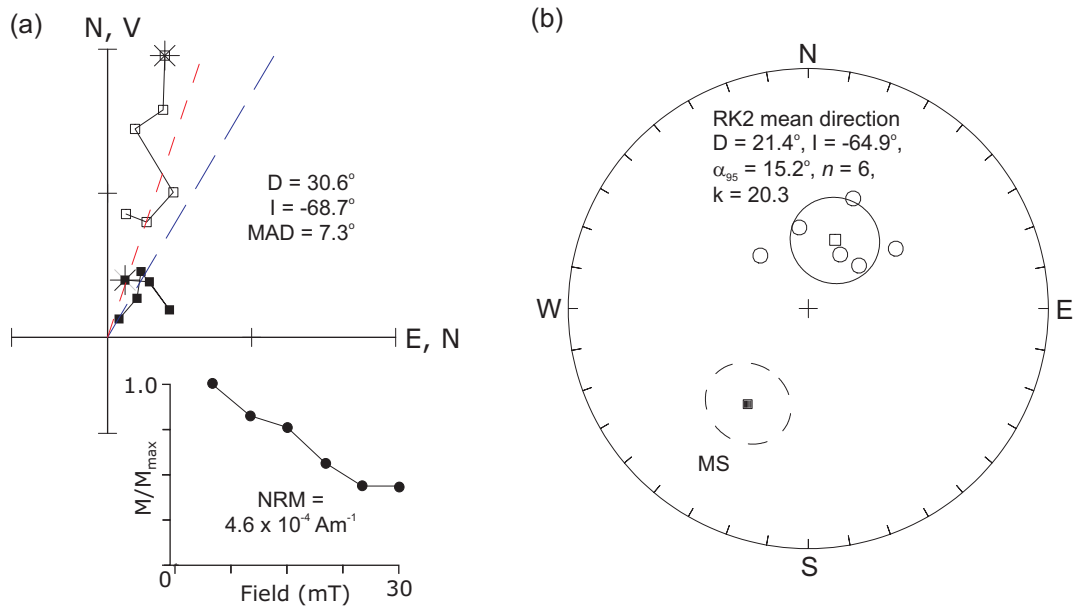 (a)
N, V
D = 30.6°
I = -68.7°
MAD = 7.3°
E, N
1.0
M/Mmax
NRM =
4.6 x 10-4 Am-1
0
30
Field (mT)
(b)
N
RK2 mean direction
D = 21.4°, I = -64.9°,
α95 = 15.2°, n = 6,
k = 20.3
W
E
MS
S